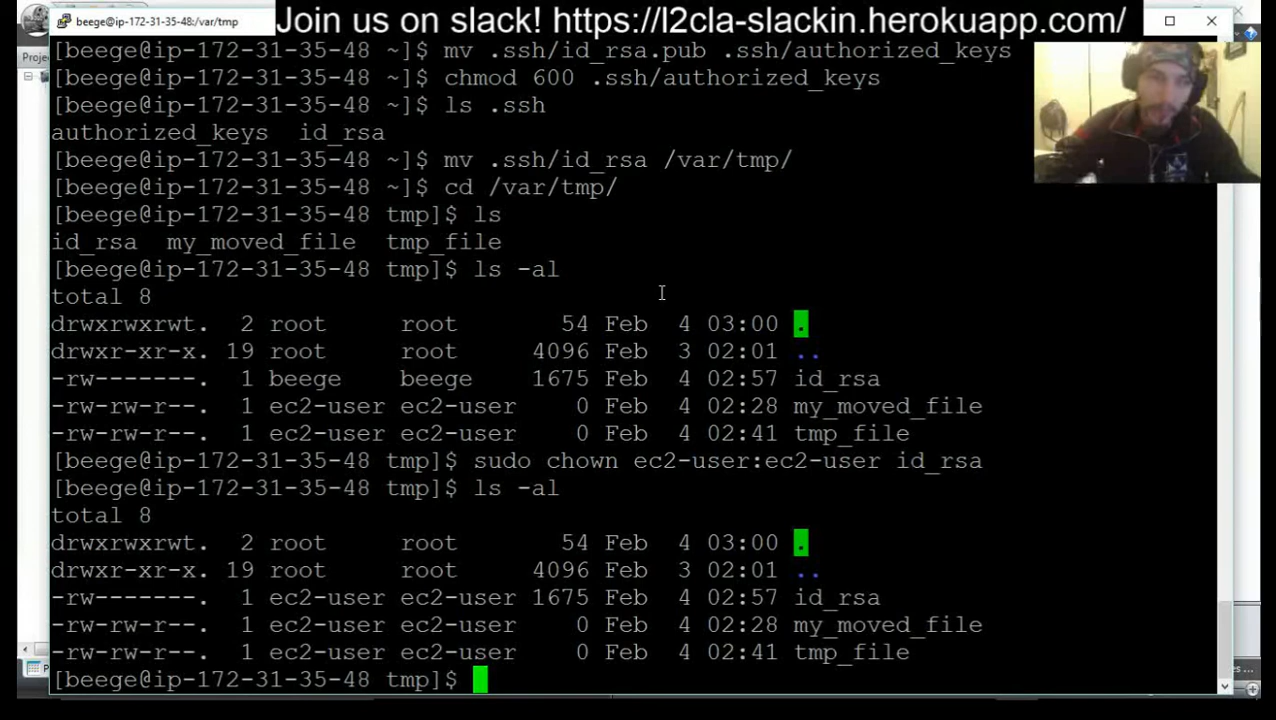 beege@ip-172-31-35-48:/var/tmp
Join us on slack! https://l2cla-slackin.herokuapp.com/
[beege@ip-172-31-35-48 ~]$ mv .ssh/id_rsa.pub .ssh/authorized_keys
[beege@ip-172-31-35-48 ~]$ chmod 600 .ssh/authorized_keys
[beege@ip-172-31-35-48 ~]$ ls .ssh
authorized_keys  id_rsa
[beege@ip-172-31-35-48 ~]$ mv .ssh/id_rsa /var/tmp/
[beege@ip-172-31-35-48 ~]$ cd /var/tmp/
[beege@ip-172-31-35-48 tmp]$ ls
id_rsa  my_moved_file  tmp_file
[beege@ip-172-31-35-48 tmp]$ ls -al
total 8
drwxrwxrwt.  2 root     root       54 Feb  4 03:00 .
drwxr-xr-x. 19 root     root     4096 Feb  3 02:01 ..
-rw-------.  1 beege    beege    1675 Feb  4 02:57 id_rsa
-rw-rw-r--.  1 ec2-user ec2-user    0 Feb  4 02:28 my_moved_file
-rw-rw-r--.  1 ec2-user ec2-user    0 Feb  4 02:41 tmp_file
[beege@ip-172-31-35-48 tmp]$ sudo chown ec2-user:ec2-user id_rsa
[beege@ip-172-31-35-48 tmp]$ ls -al
total 8
drwxrwxrwt.  2 root     root       54 Feb  4 03:00 .
drwxr-xr-x. 19 root     root     4096 Feb  3 02:01 ..
-rw-------.  1 ec2-user ec2-user 1675 Feb  4 02:57 id_rsa
-rw-rw-r--.  1 ec2-user ec2-user    0 Feb  4 02:28 my_moved_file
-rw-rw-r--.  1 ec2-user ec2-user    0 Feb  4 02:41 tmp_file
[beege@ip-172-31-35-48 tmp]$
Proje